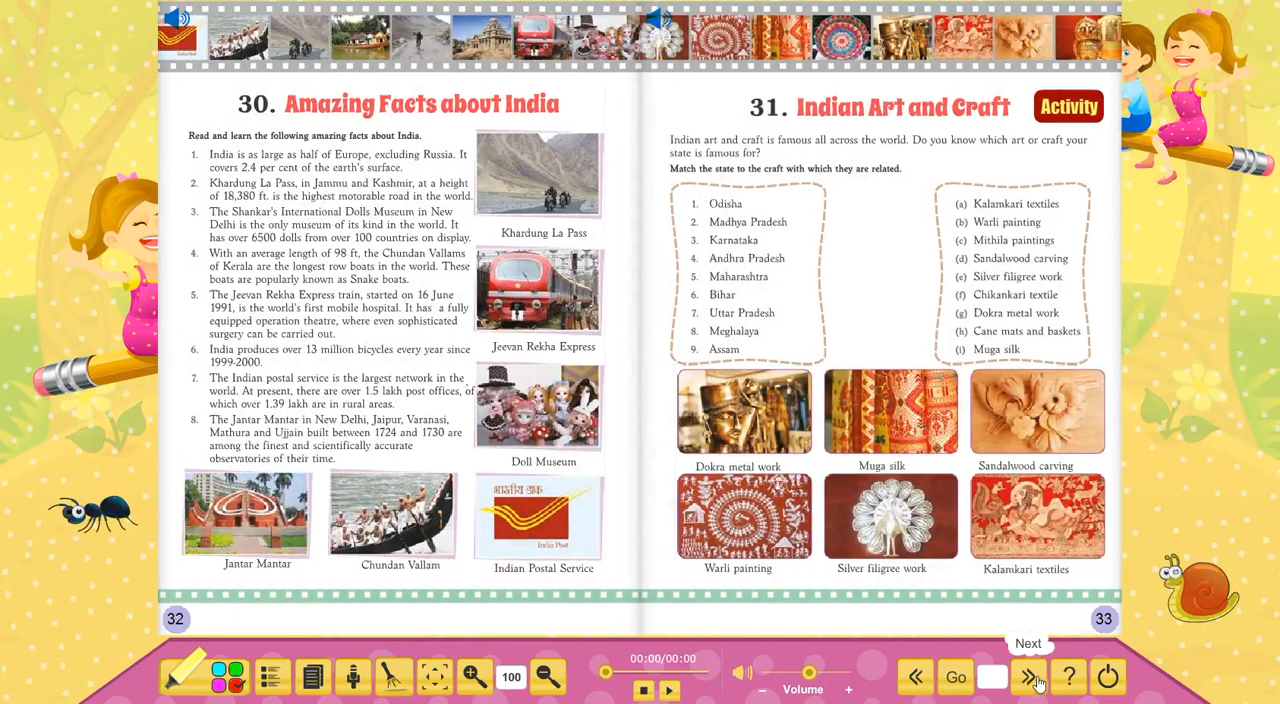 30. Amazing Facts about India
Read and learn the following amazing facts about India.
1. India is as large as half of Europe, excluding Russia. It
covers 2.4 per cent of the earth's surface.
2. Khardung La Pass, in Jammu and Kashmir, at a height
of 18,380 ft. is the highest motorable road in the world.
3. The Shankar's International Dolls Museum in New
Delhi is the only museum of its kind in the world. It
has over 6500 dolls from over 100 countries on display.
4. With an average length of 98 ft, the Chundan Vallams
of Kerala are the longest row boats in the world. These
boats are popularly known as Snake boats.
5. The Jeevan Rekha Express train, started on 16 June
1991, is the world's first mobile hospital. It has a fully
equipped operation theatre, where even sophisticated
surgery can be carried out.
6. India produces over 13 million bicycles every year since
1999-2000.
7. The Indian postal service is the largest network in the
world. At present, there are over 1.5 lakh post offices, of
which over 1.39 lakh are in rural areas.
8. The Jantar Mantar in New Delhi, Jaipur, Varanasi,
Mathura and Ujjain built between 1724 and 1730 are
among the finest and scientifically accurate
observatories of their time.
Khardung La Pass
Jeevan Rekha Express
Doll Museum
Jantar Mantar
Chundan Vallam
भारतीय डाक
India Post
Indian Postal Service
32
31. Indian Art and Craft
Activity
Indian art and craft is famous all across the world. Do you know which art or craft your
state is famous for?
Match the state to the craft with which they are related.
1. Odisha
2. Madhya Pradesh
3. Karnataka
4. Andhra Pradesh
5. Maharashtra
6. Bihar
7. Uttar Pradesh
8. Meghalaya
9. Assam
(a) Kalamkari textiles
(b) Warli painting
(c) Mithila paintings
(d) Sandalwood carving
(e) Silver filigree work
(f) Chikankari textile
(g) Dokra metal work
(h) Cane mats and baskets
(i) Muga silk
Dokra metal work
Muga silk
Sandalwood carving
Warli painting
Silver filigree work
Kalamkari textiles
33
Next
100
00:00/00:00
– Volume +
Go
?